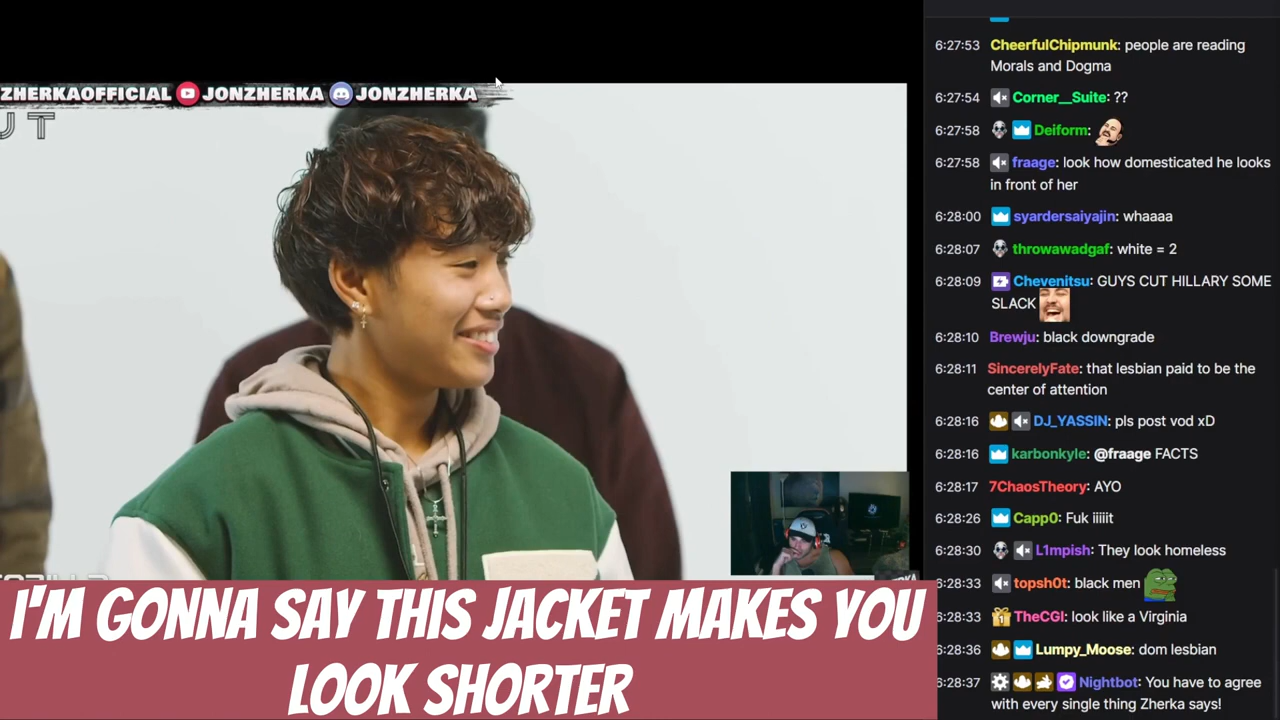 ZHERKAOFFICIAL JONZHERKA JONZHERKA
UT
I'M GONNA SAY THIS JACKET MAKES YOU
LOOK SHORTER
6:27:53 CheerfulChipmunk: people are reading
Morals and Dogma
6:27:54 Corner__Suite: ??
6:27:58 Deiform:
6:27:58 fraage: look how domesticated he looks
in front of her
6:28:00 syardersaiyajin: whaaaa
6:28:07 throwawadgaf: white = 2
6:28:09 Chevenitsu: GUYS CUT HILLARY SOME
SLACK
6:28:10 Brewju: black downgrade
6:28:11 SincerelyFate: that lesbian paid to be the
center of attention
6:28:16 DJ_YASSIN: pls post vod xD
6:28:16 karbonkyle: @fraage FACTS
6:28:17 7ChaosTheory: AYO
6:28:26 Capp0: Fuk iiiiit
6:28:30 L1mpish: They look homeless
6:28:33 topsh0t: black men
6:28:33 1 TheCGI: look like a Virginia
6:28:36 Lumpy_Moose: dom lesbian
6:28:37 Nightbot: You have to agree
with every single thing Zherka says!